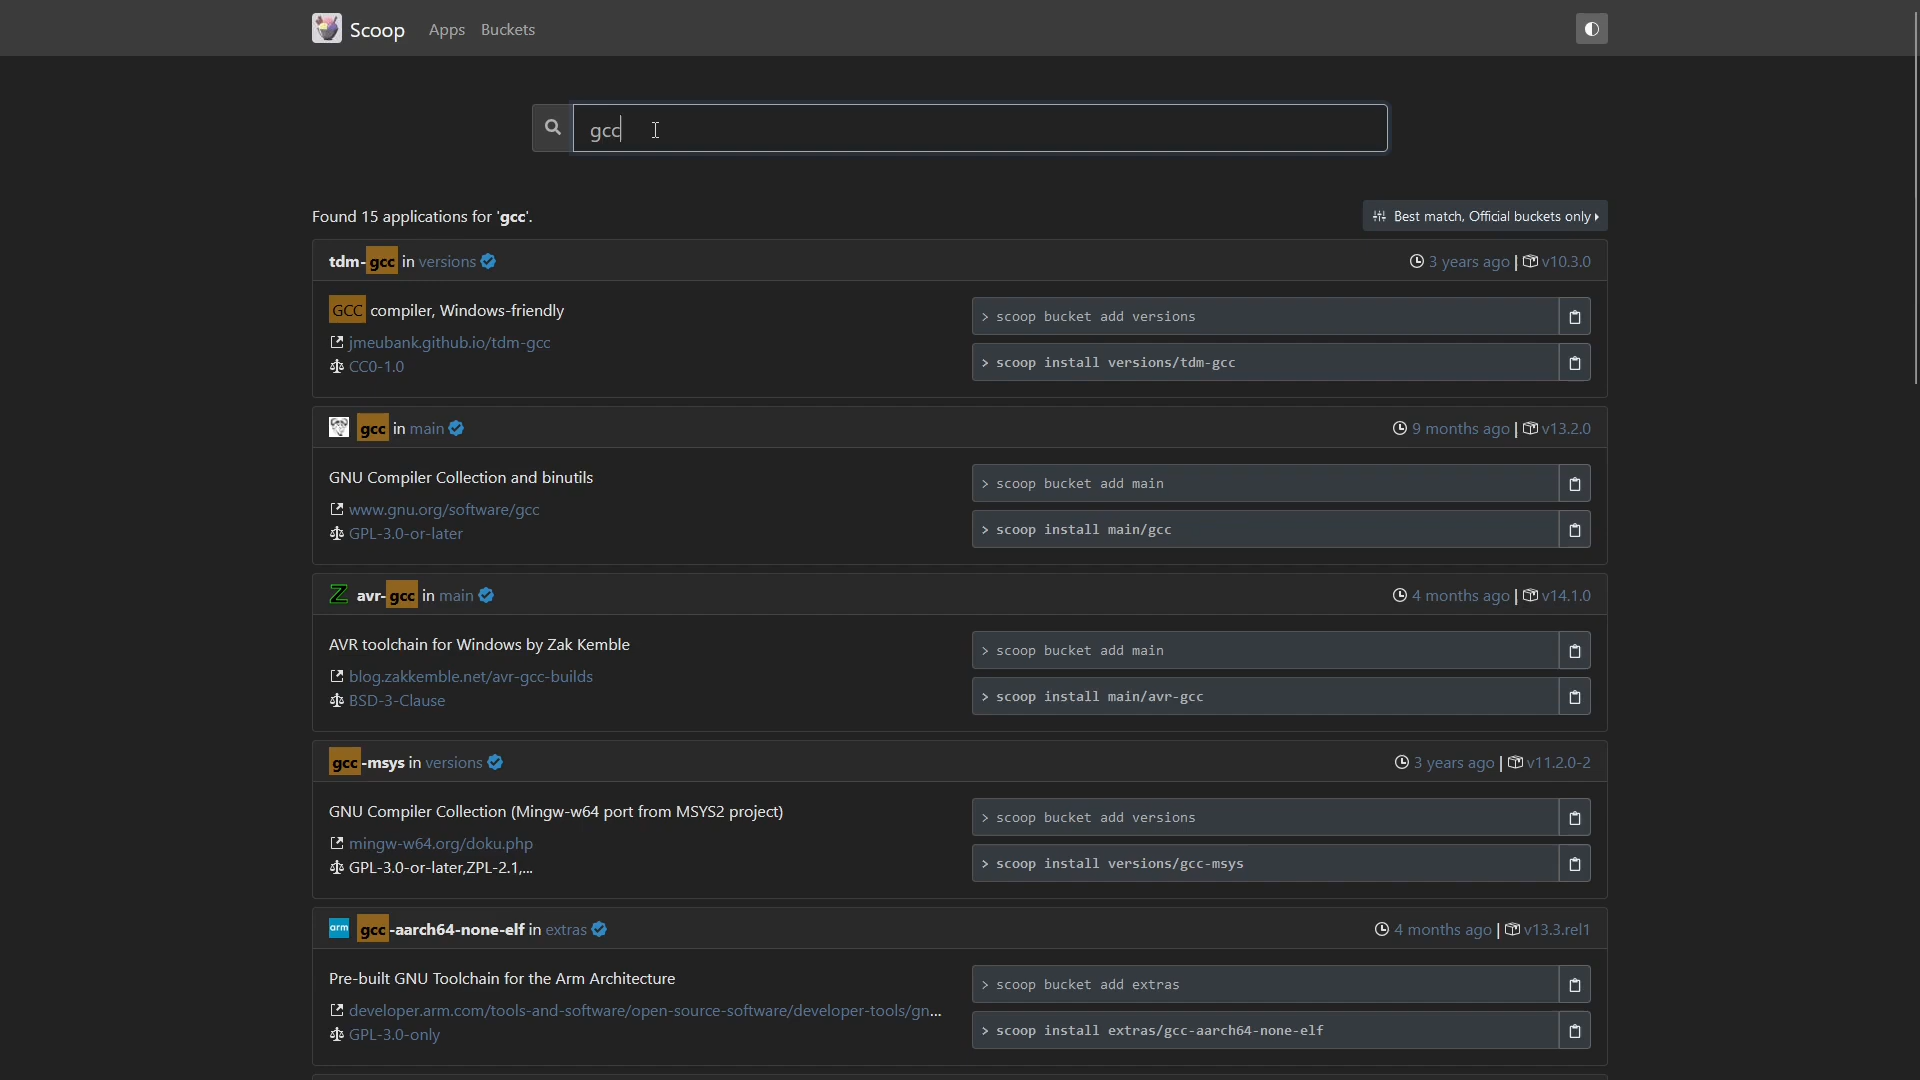 Scoop Apps Buckets
gcc
Found 15 applications for 'gcc'.
Best match, Official buckets only
tdm-gcc in versions
3 years ago | v10.3.0
GCC compiler, Windows-friendly
jmeubank.github.io/tdm-gcc
CC0-1.0
> scoop bucket add versions
> scoop install versions/tdm-gcc
gcc in main
9 months ago | v13.2.0
GNU Compiler Collection and binutils
www.gnu.org/software/gcc
GPL-3.0-or-later
> scoop bucket add main
> scoop install main/gcc
avr-gcc in main
4 months ago | v14.1.0
AVR toolchain for Windows by Zak Kemble
blog.zakkemble.net/avr-gcc-builds
BSD-3-Clause
> scoop bucket add main
> scoop install main/avr-gcc
gcc-msys in versions
3 years ago | v11.2.0-2
GNU Compiler Collection (Mingw-w64 port from MSYS2 project)
mingw-w64.org/doku.php
GPL-3.0-or-later,ZPL-2.1,...
> scoop bucket add versions
> scoop install versions/gcc-msys
arm gcc-aarch64-none-elf in extras
4 months ago | v13.3.rel1
Pre-built GNU Toolchain for the Arm Architecture
developer.arm.com/tools-and-software/open-source-software/developer-tools/gn...
GPL-3.0-only
> scoop bucket add extras
> scoop install extras/gcc-aarch64-none-elf